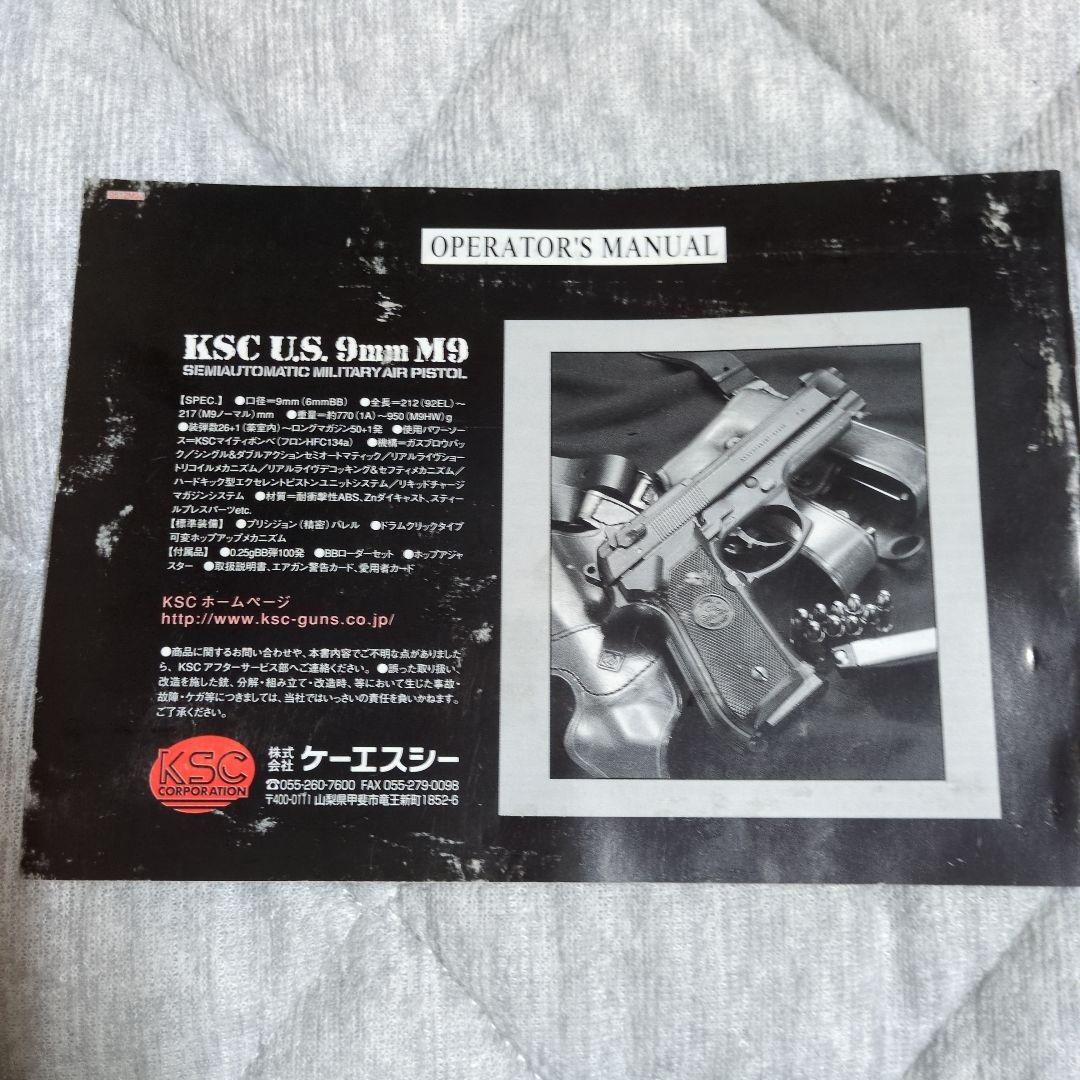 OPERATOR'S MANUAL
KSC U.S. 9mm M9
SEMIAUTOMATIC MILITARY AIR PISTOL
【SPEC.】 ●口径=9mm(6mmBB) ●全長=212(92EL)~
217(M9ノーマル)mm ●重量=約770(1A)~950(M9HW)g
●装弾数26+1(薬室内)~ロングマガジン50+1発 ●使用パワーソー
ス=KSCマイティボンベ(フロンHFC134a) ●機構=ガスブロウバッ
ク/シングル&ダブルアクションセミオートマティック/リアルライヴショー
トリコイルメカニズム/リアルライヴデコッキング&セフティメカニズム/
ハードキック型エクセレントピストンユニットシステム/リキッドチャージ
マガジンシステム ●材質=耐衝撃性ABS、Znダイキャスト、スティー
ルプレスパーツetc.
【標準装備】 ●プリシジョン(精密)バレル ●ドラムクリックタイプ
可変ホップアップメカニズム
【付属品】 ●0.25gBB弾100発 ●BBローダーセット ●ホップアジャ
スター ●取扱説明書、エアガン警告カード、愛用者カード
KSC ホームページ
http://www.ksc-guns.co.jp/
●商品に関するお問い合わせや、本書内容でご不明な点がありました
ら、KSC アフターサービス部へご連絡ください。 ●誤った取り扱い、
改造を施した銃、分解・組み立て・改造時、等において生じた事故・
故障・ケガ等につきましては、当社ではいっさいの責任を負いかねます。
ご了承ください。
KSC
CORPORATION
株式会社 ケーエスシー
☎055-260-7600 FAX 055-279-0098
〒400-0111 山梨県甲斐市竜王新町1852-6